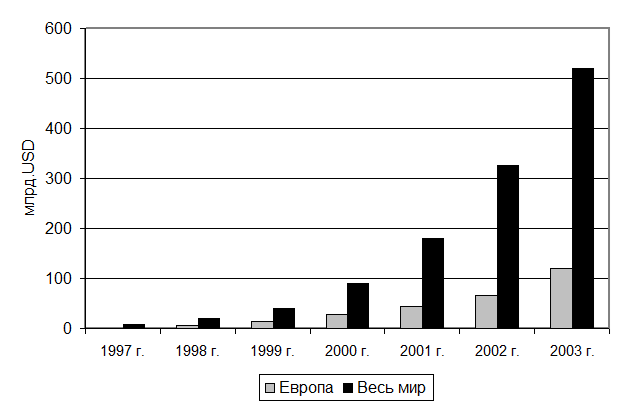 600
500
400
300
200
100
0
млрд.USD
1997 г.
1998 г.
1999 г.
2000 г.
2001 г.
2002 г.
2003 г.
Европа
Весь мир